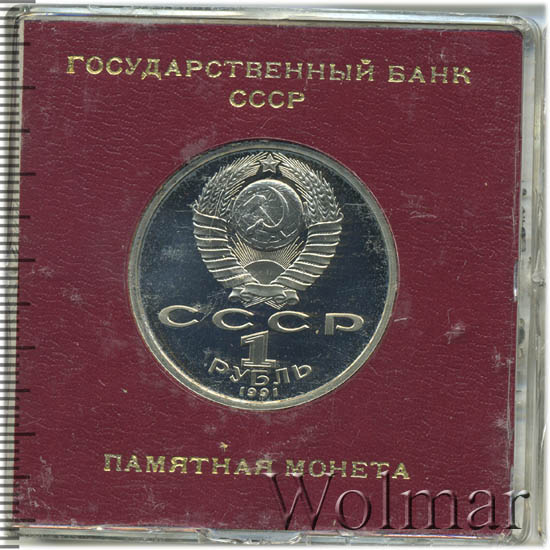 ГОСУДАРСТВЕННЫЙ БАНК
СССР
СССР
1
РУБЛЬ
1991
ПАМЯТНАЯ МОНЕТА
Wolmar